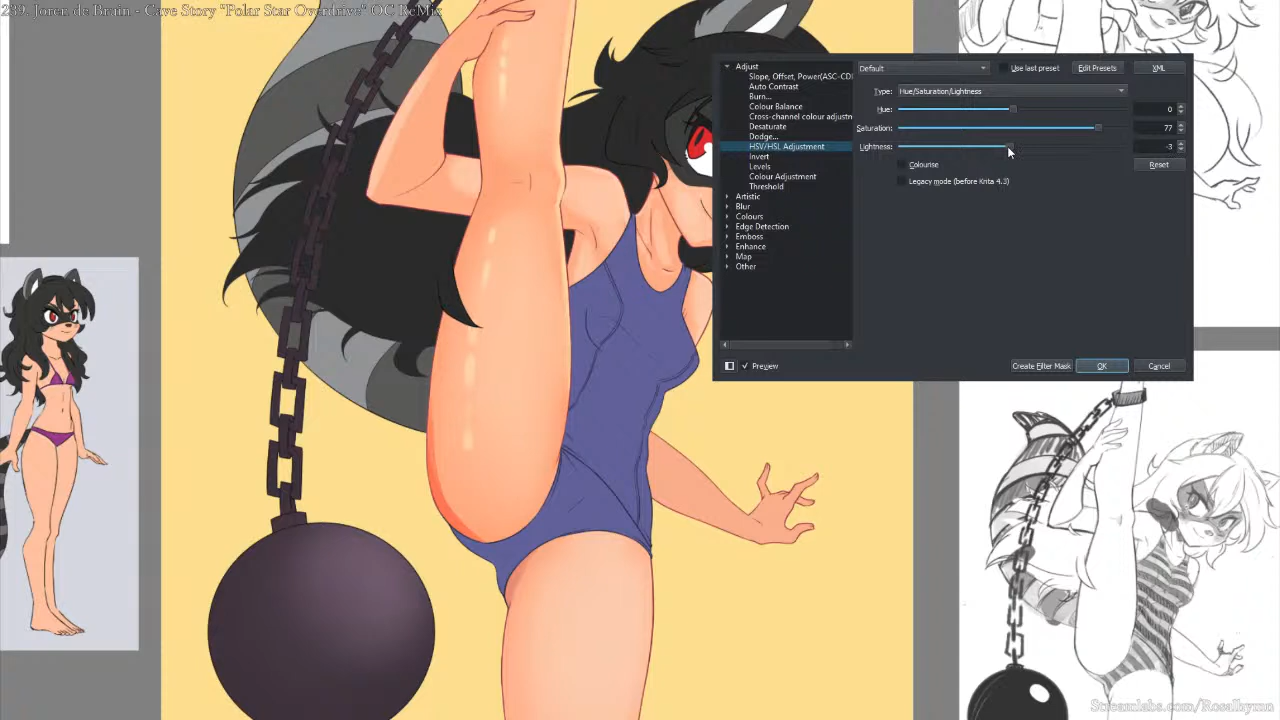 239. Joren de Bruin - Cave Story "Polar Star Overdrive" OC ReMix
Adjust
Slope, Offset, Power(ASC-CD
Auto Contrast
Burn...
Colour Balance
Cross-channel colour adjustm
Desaturate
Dodge...
HSV/HSL Adjustment
Invert
Levels
Colour Adjustment
Threshold
Artistic
Blur
Colours
Edge Detection
Emboss
Enhance
Map
Other
Default
Use last preset
Edit Presets
XML
Type: Hue/Saturation/Lightness
Hue: 0
Saturation: 77
Lightness: -3
Colourise
Reset
Legacy mode (before Krita 4.3)
Preview
Create Filter Mask
OK
Cancel
Streamlabs.com/Rosalhymn